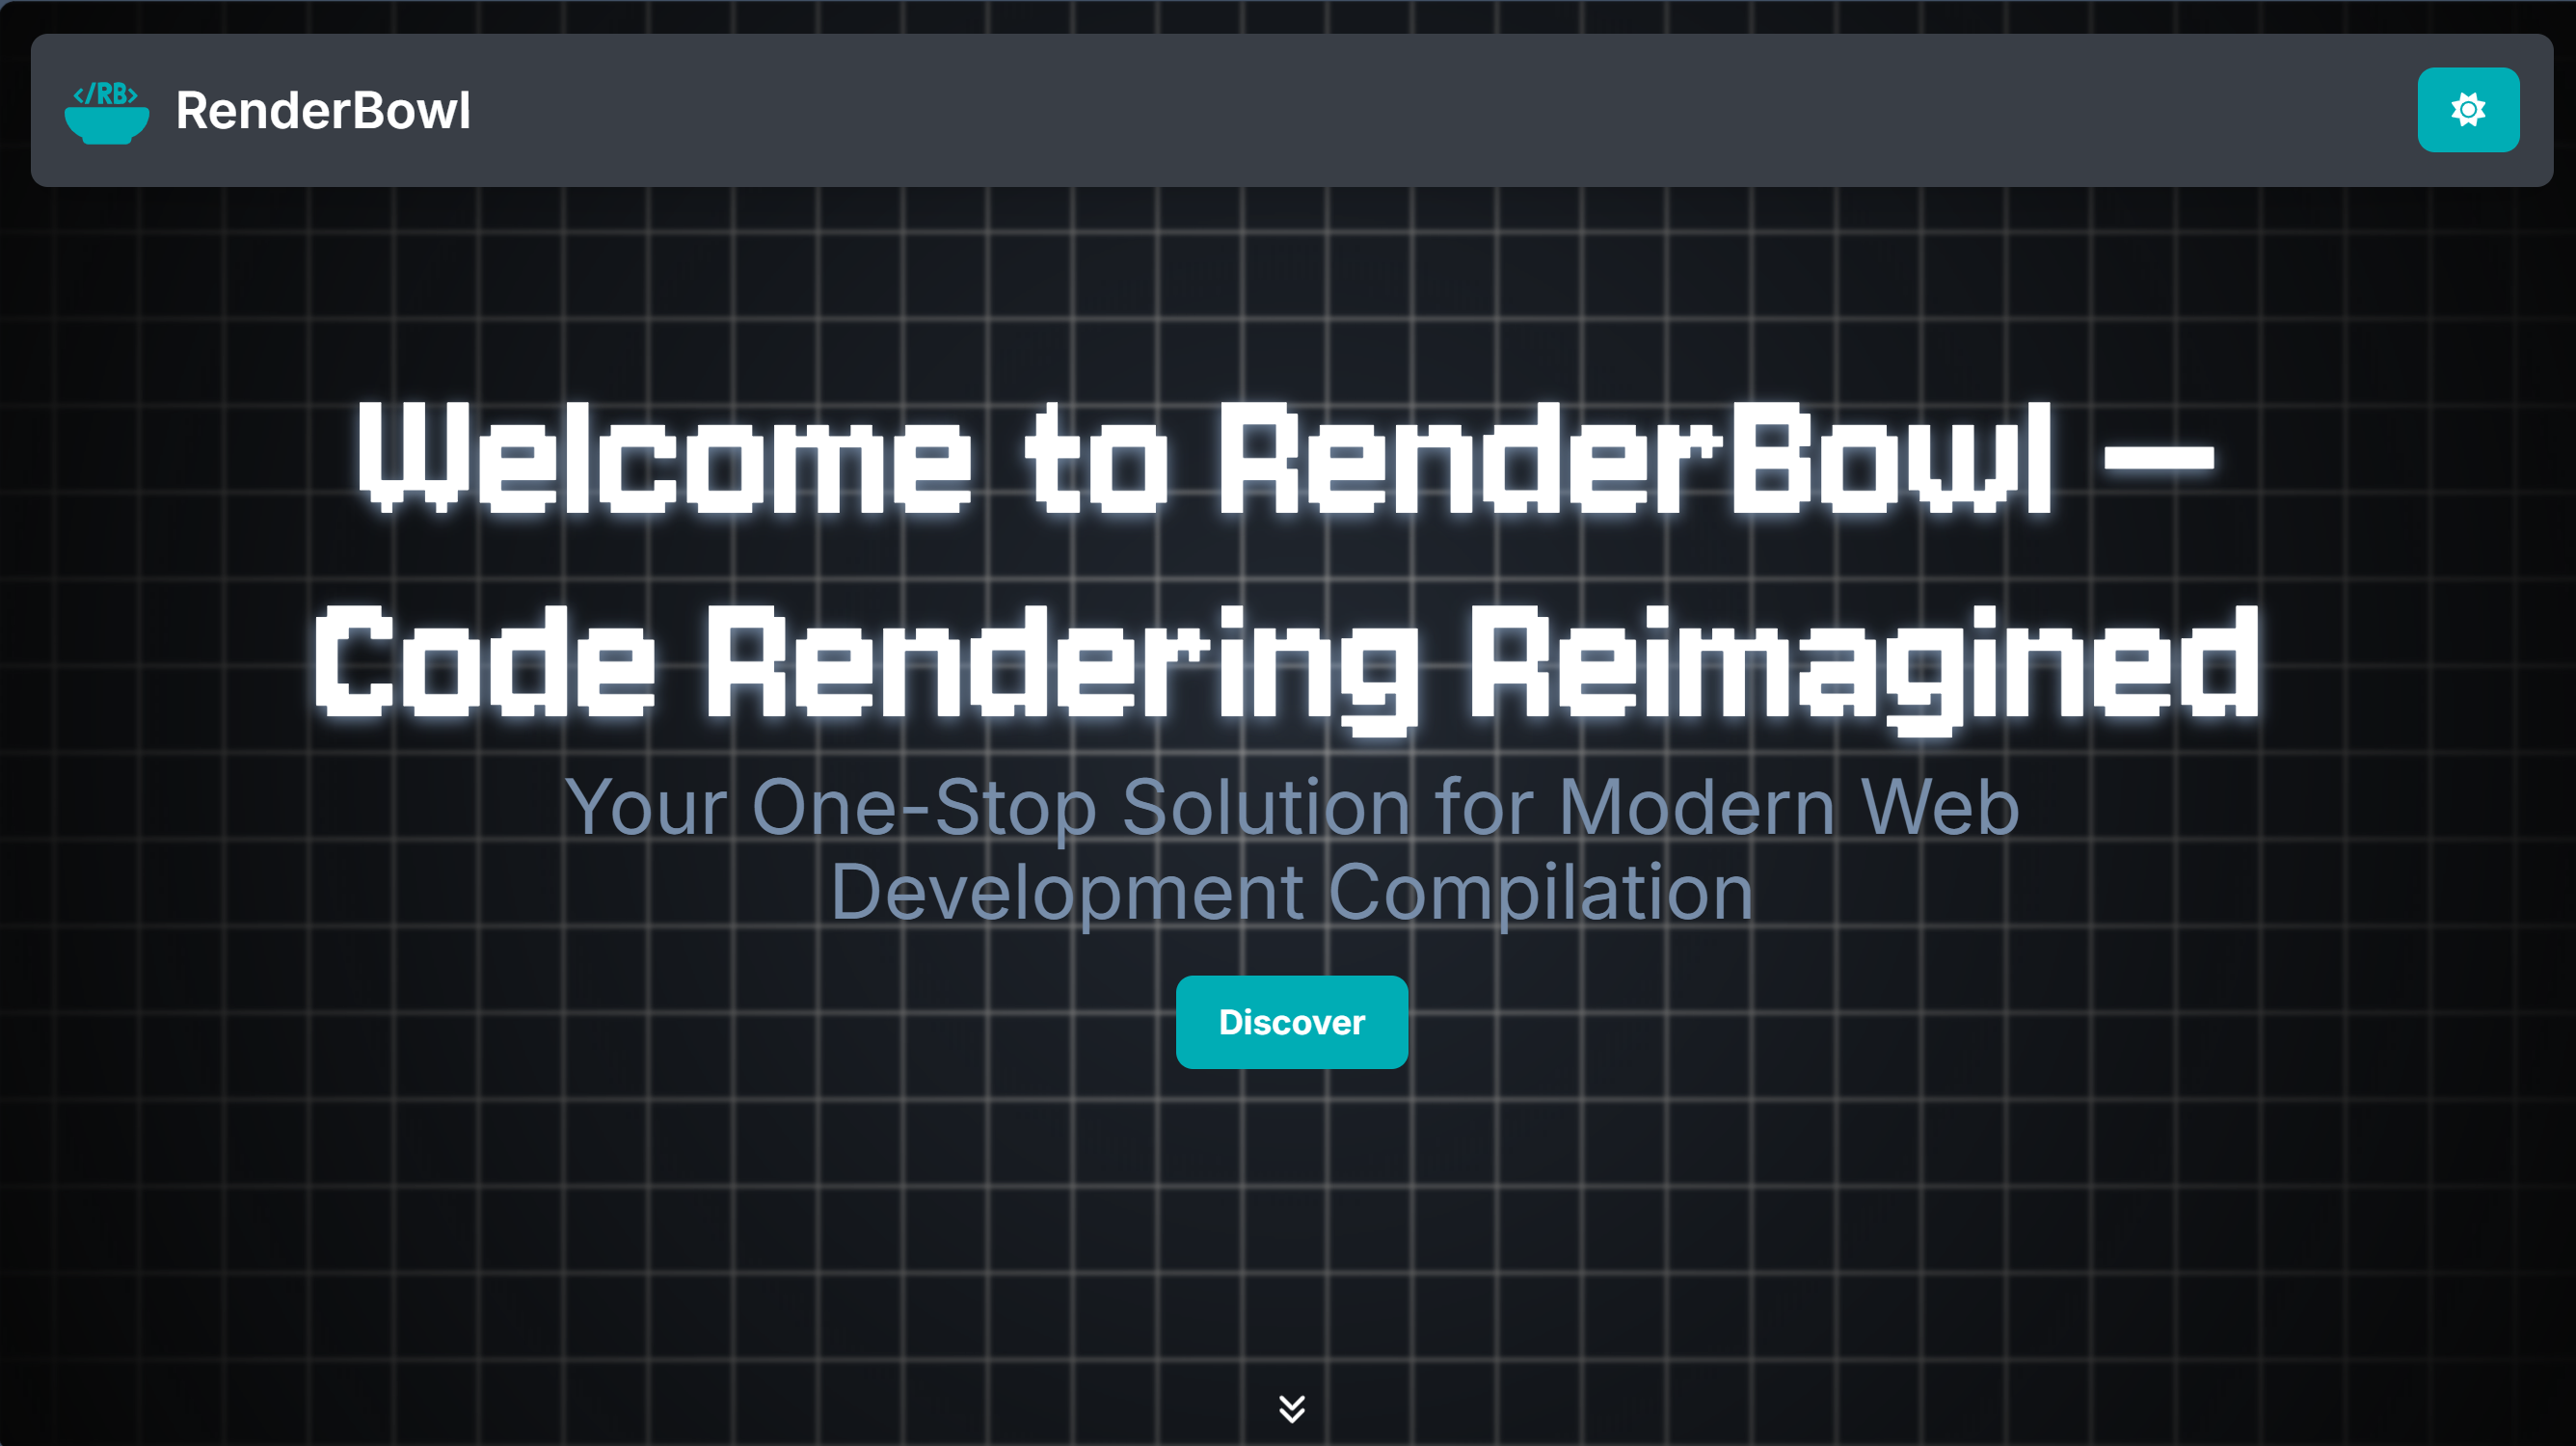 </RB>
RenderBowl
Welcome to RenderBowl —
Code Rendering Reimagined
Your One-Stop Solution for Modern Web
Development Compilation
Discover